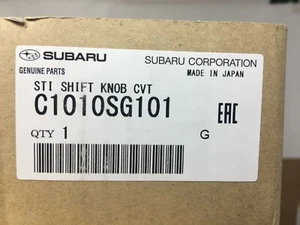 SUBARU SUBARU CORPORATION
GENUINE PARTS MADE IN JAPAN
STI SHIFT KNOB CVT
C1010SG101
EAC
QTY 1 G